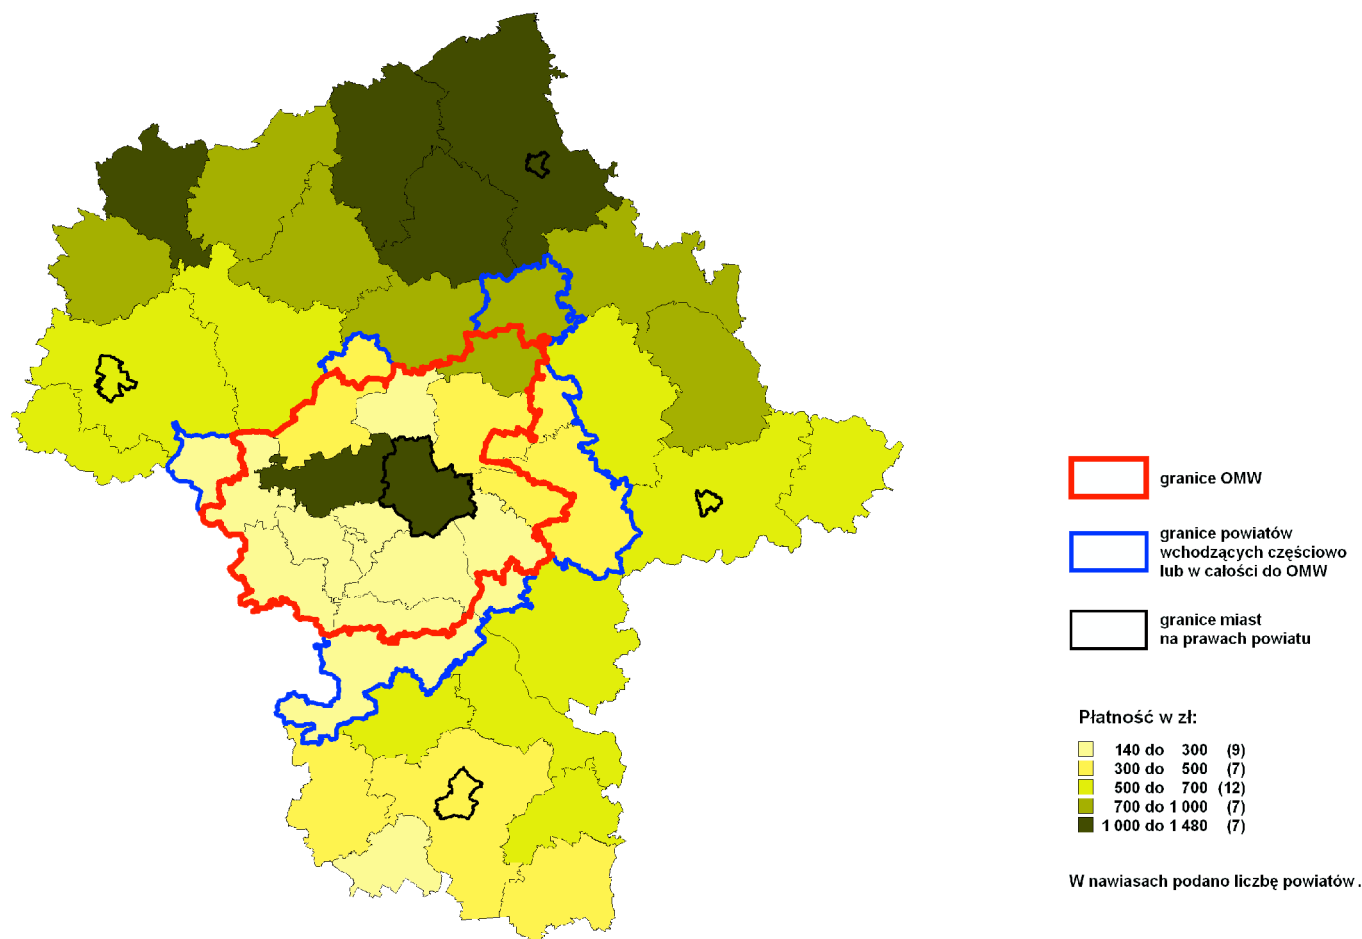 granice OMW
granice powiatów
wchodzących częściowo
lub w całości do OMW
granice miast
na prawach powiatu
Płatność w zł:
140 do 300 (9)
300 do 500 (7)
500 do 700 (12)
700 do 1 000 (7)
1 000 do 1 480 (7)
W nawiasach podano liczbę powiatów.